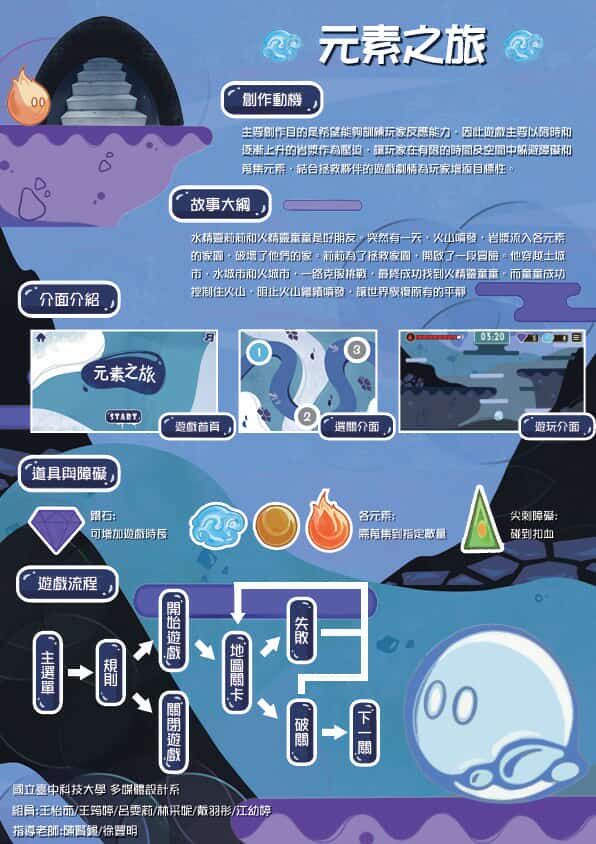 元素之旅
創作動機
主要創作目的是希望能夠訓練玩家反應能力，因此遊戲主要以限時和
逐漸上升的岩漿作為壓迫，讓玩家在有限的時間及空間中躲避障礙和
蒐集元素，結合拯救夥伴的遊戲劇情為玩家增添目標性。
故事大綱
水精靈莉莉和火精靈童童是好朋友。突然有一天，火山噴發，岩漿流入各元素
的家園，破壞了他們的家。莉莉為了拯救家園，開啟了一段冒險。他穿越土城
市、水城市和火城市，一路克服挑戰，最終成功找到火精靈童童，而童童成功
控制住火山，阻止火山繼續噴發，讓世界恢復原有的平靜
介面介紹
元素之旅
START
遊戲首頁
1
2
3
選關介面
03:20
遊玩介面
道具與障礙
鑽石:
可增加遊戲時長
各元素:
需蒐集到指定數量
尖刺障礙:
碰到扣血
遊戲流程
主選單
規則
開始遊戲
關閉遊戲
地圖關卡
失敗
破關
下一關
國立臺中科技大學 多媒體設計系
組員:王怡茹/王筠婷/呂雯莉/林采妮/戴羽彤/江幼婷
指導老師:陳賢錫/徐豐明